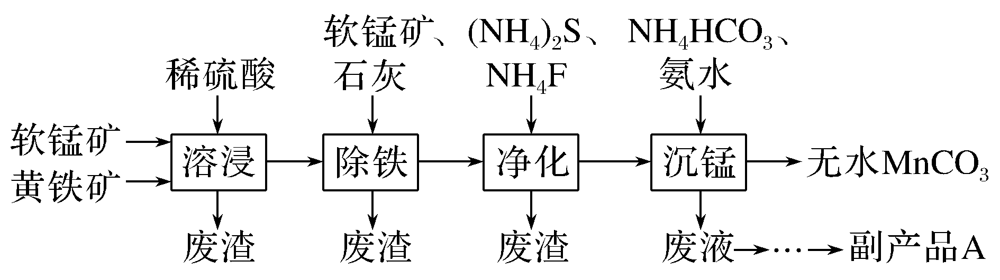 软锰矿、(NH₄)₂S、 NH₄HCO₃、
稀硫酸 石灰 NH₄F 氨水
软锰矿
黄铁矿
溶浸 除铁 净化 沉锰 无水MnCO₃
废渣 废渣 废渣 废液 ··· 副产品A